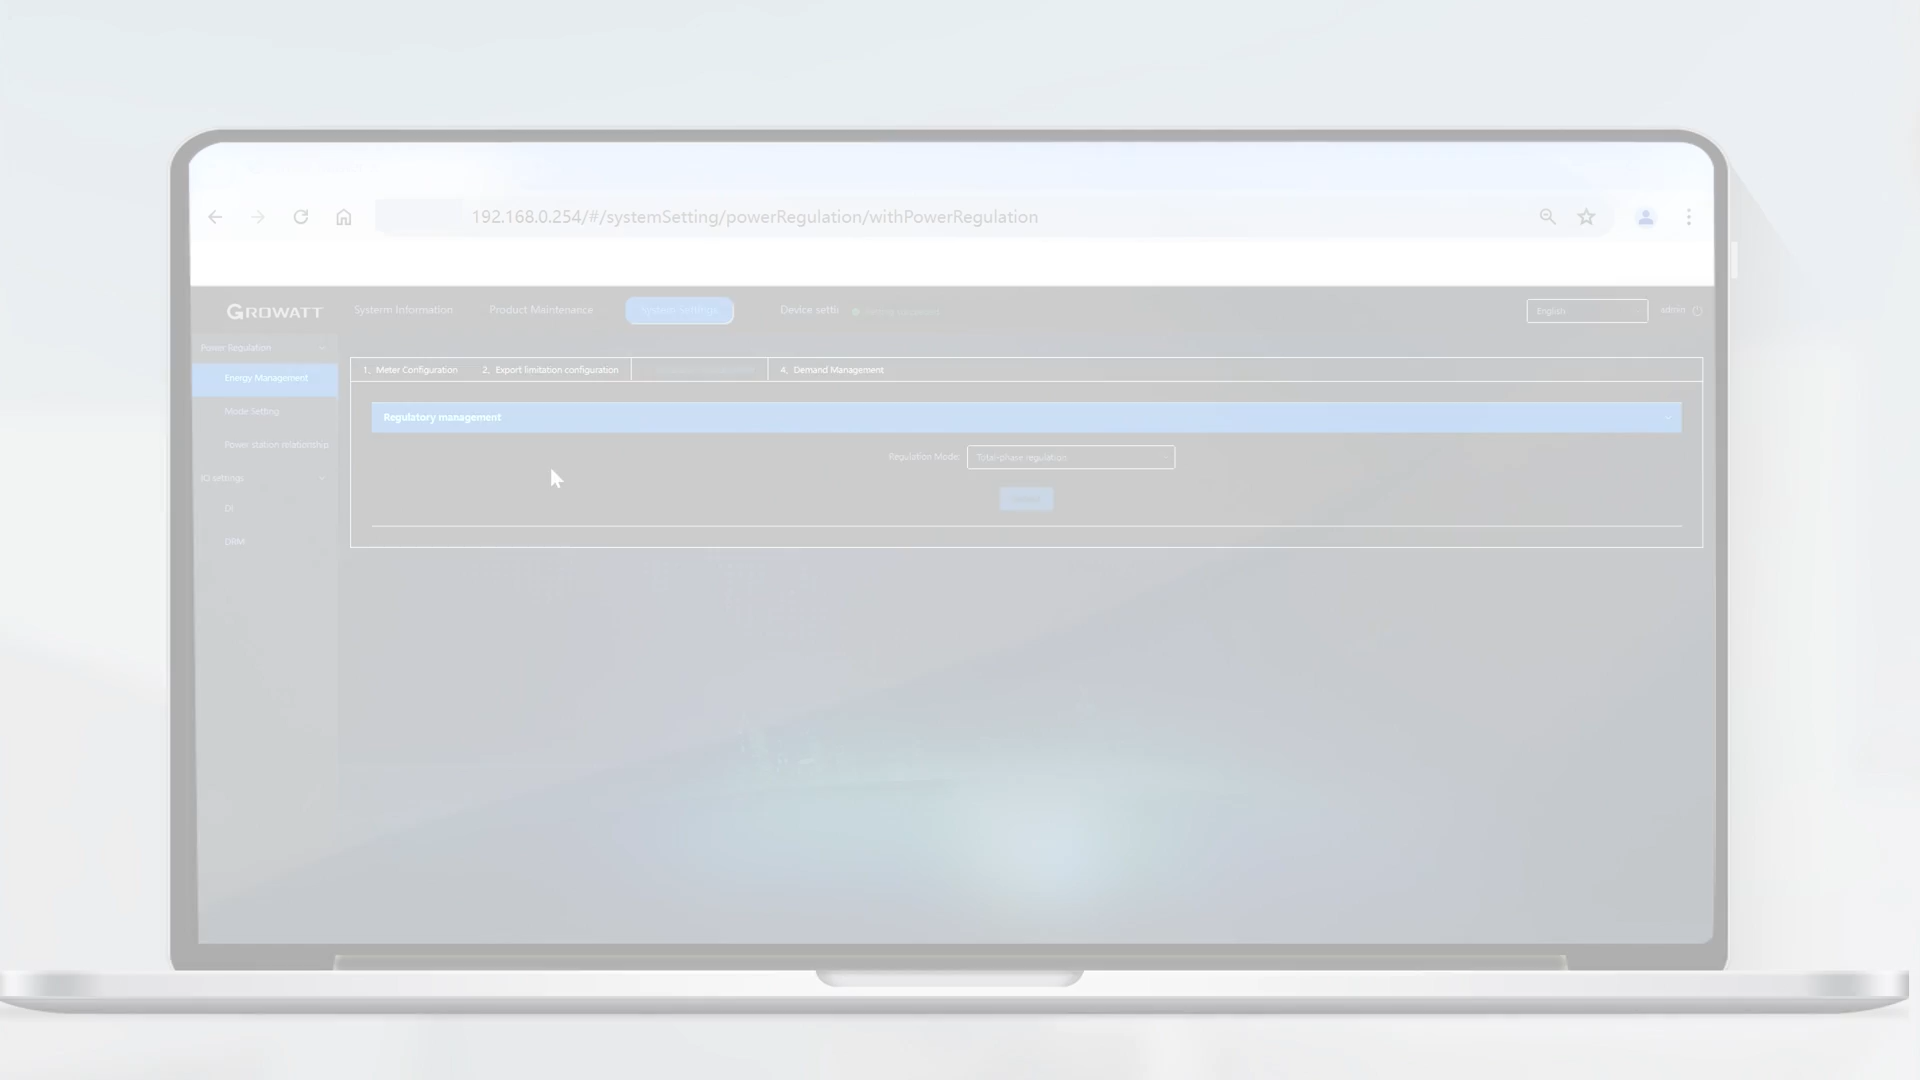 192.168.0.254/#/systemSetting/powerRegulation/withPowerRegulation
GROWATT
System Information
Product Maintenance
System Settings
Device settin
English
admin
Power Regulation
Energy Management
Mode Setting
Power station relationship
IO settings
DI
DRM
1、Meter Configuration
2、Export limitation configuration
4、Demand Management
Regulatory management
Regulation Mode:
Total-phase regulation